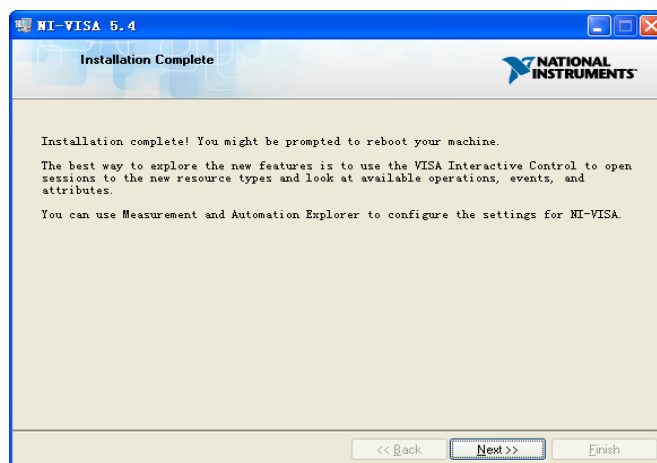 NI-VISA 5.4
Installation Complete
NATIONAL
INSTRUMENTS
Installation complete! You might be prompted to reboot your machine.
The best way to explore the new features is to use the VISA Interactive Control to open
sessions to the new resource types and look at available operations, events, and
attributes.
You can use Measurement and Automation Explorer to configure the settings for NI-VISA.
<< Back
Next >>
Finish